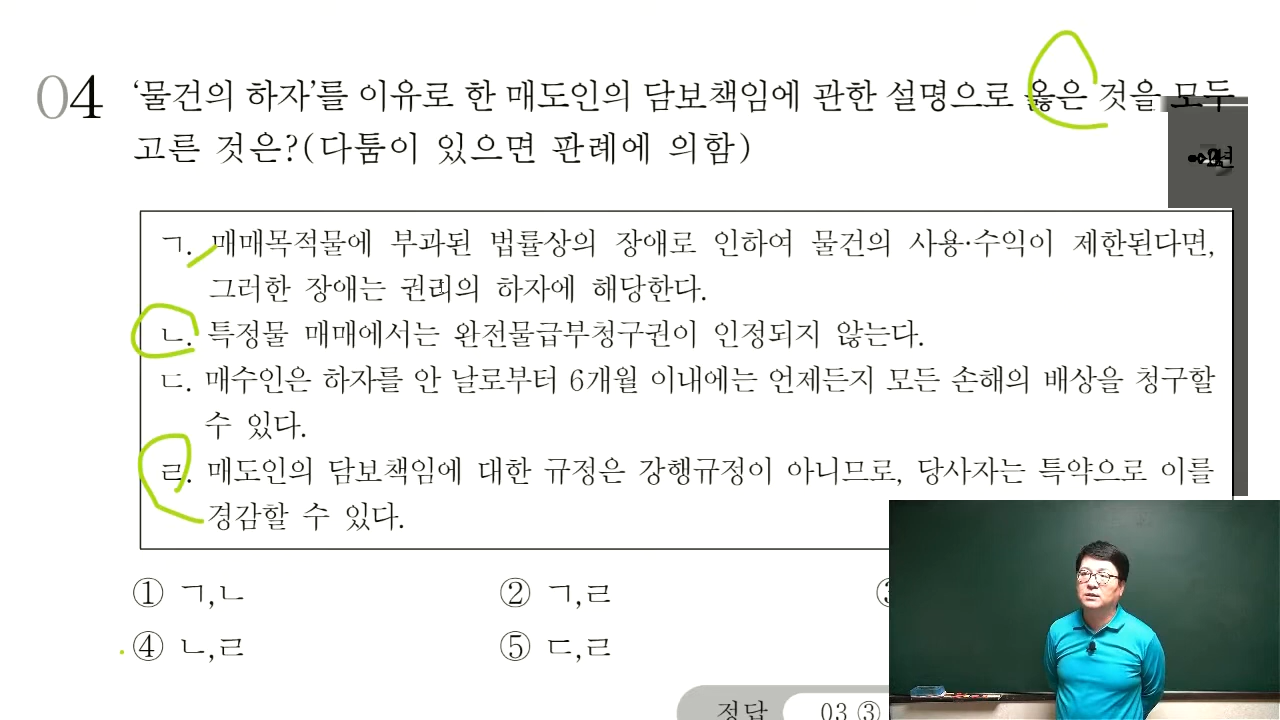 04 '물건의 하자'를 이유로 한 매도인의 담보책임에 관한 설명으로 옳은 것을 모두
고른 것은?(다툼이 있으면 판례에 의함)
ㄱ. 매매목적물에 부과된 법률상의 장애로 인하여 물건의 사용·수익이 제한된다면,
그러한 장애는 권리의 하자에 해당한다.
ㄴ. 특정물 매매에서는 완전물급부청구권이 인정되지 않는다.
ㄷ. 매수인은 하자를 안 날로부터 6개월 이내에는 언제든지 모든 손해의 배상을 청구할
수 있다.
ㄹ. 매도인의 담보책임에 대한 규정은 강행규정이 아니므로, 당사자는 특약으로 이를
경감할 수 있다.
① ㄱ,ㄴ ② ㄱ,ㄹ
④ ㄴ,ㄹ ⑤ ㄷ,ㄹ
정답 03 ③